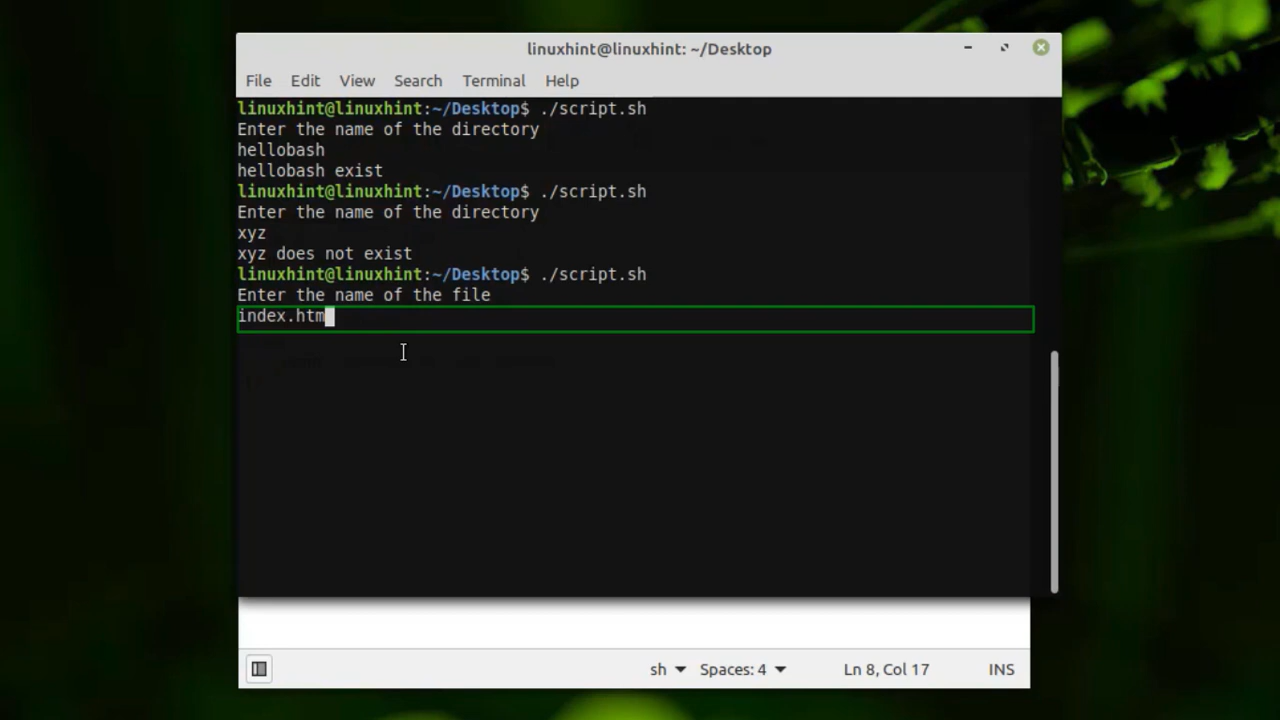 linuxhint@linuxhint: ~/Desktop
File Edit View Search Terminal Help
linuxhint@linuxhint:~/Desktop$ ./script.sh
Enter the name of the directory
hellobash
hellobash exist
linuxhint@linuxhint:~/Desktop$ ./script.sh
Enter the name of the directory
xyz
xyz does not exist
linuxhint@linuxhint:~/Desktop$ ./script.sh
Enter the name of the file
index.htm
sh Spaces: 4 Ln 8, Col 17 INS